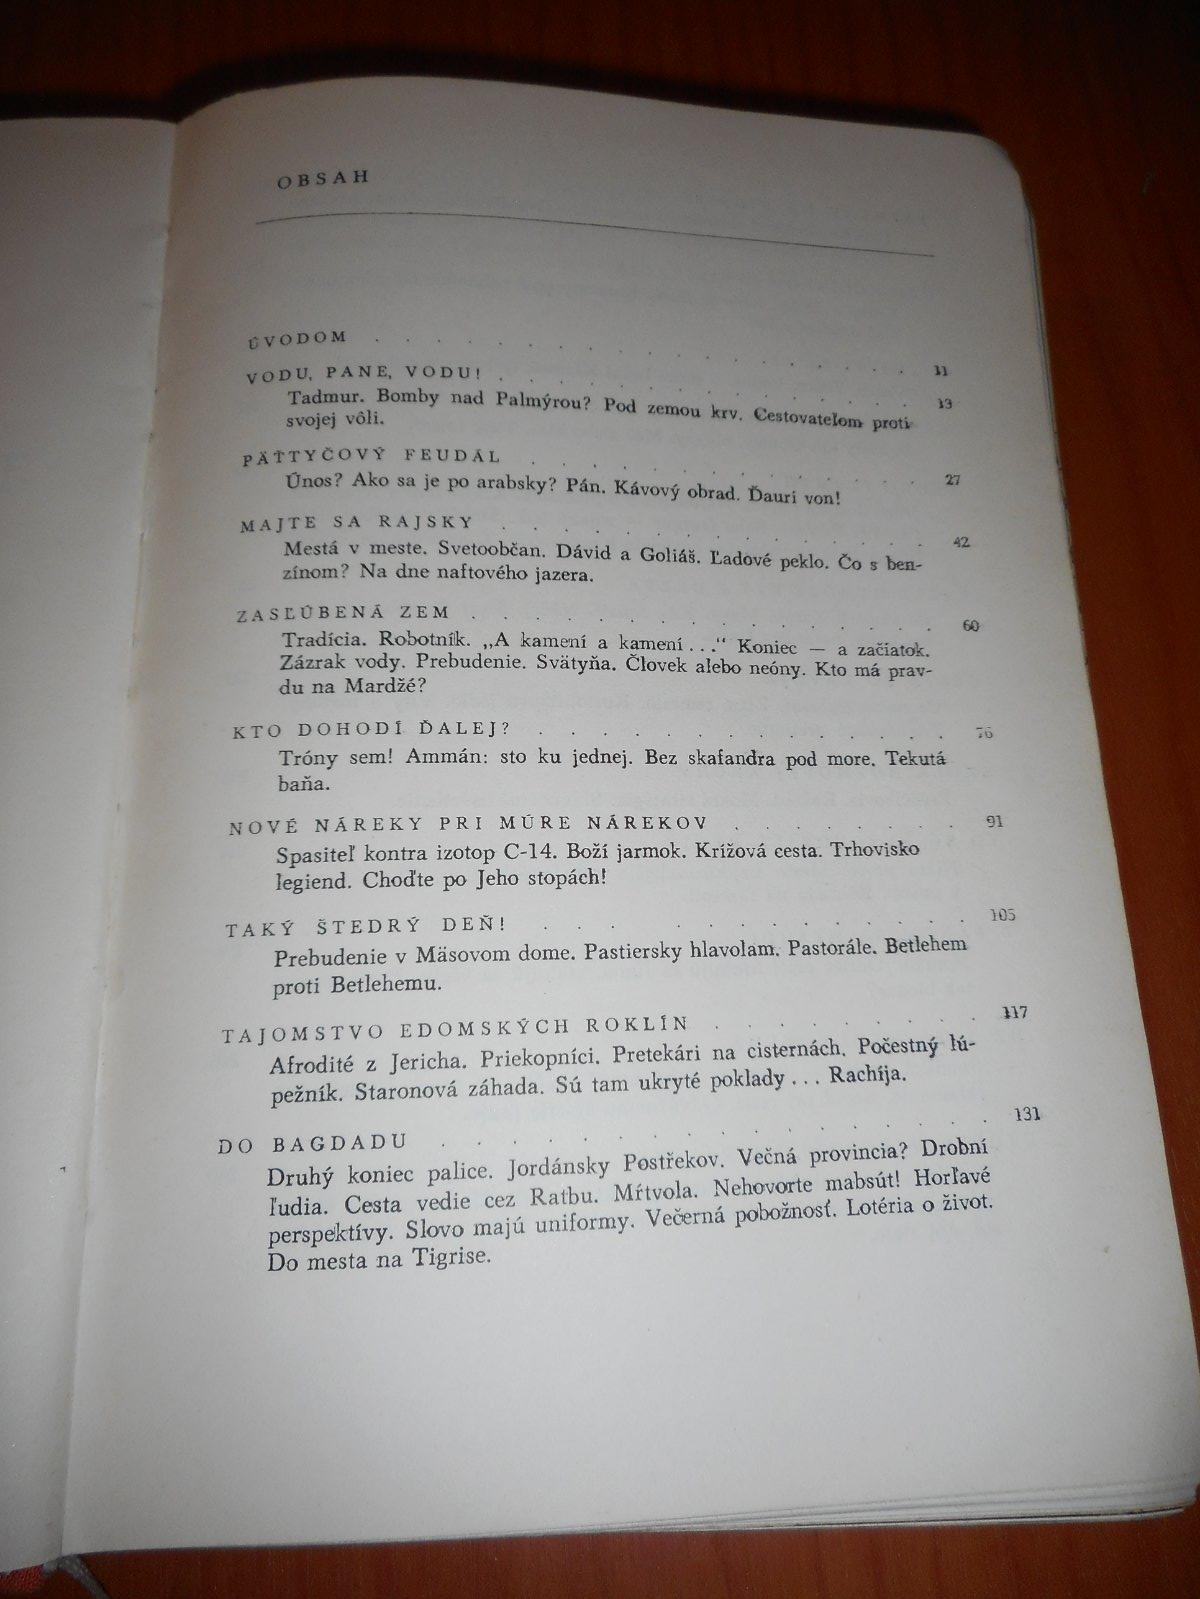 OBSAH
ÚVODOM . . . . . . . . . . . . . . . . 11
VODU, PANE, VODU! . . . . . . . . . . . . 13
Tadmur. Bomby nad Palmýrou? Pod zemou krv. Cestovateľom proti
svojej vôli.
PÄŤTYČOVÝ FEUDÁL . . . . . . . . . . . . 27
Únos? Ako sa je po arabsky? Pán. Kávový obrad. Ďauri von!
MAJTE SA RAJSKY . . . . . . . . . . . . . 42
Mestá v meste. Svetoobčan. Dávid a Goliáš. Ľadové peklo. Čo s ben-
zínom? Na dne naftového jazera.
ZASĽÚBENÁ ZEM . . . . . . . . . . . . . . 60
Tradícia. Robotník. „A kamení a kamení . . .“ Koniec — a začiatok.
Zázrak vody. Prebudenie. Svätyňa. Človek alebo neóny. Kto má prav-
du na Mardžé?
KTO DOHODÍ ĎALEJ? . . . . . . . . . . . . 76
Tróny sem! Ammán: sto ku jednej. Bez skafandra pod more. Tekutá
baňa.
NOVÉ NÁREKY PRI MÚRE NÁREKOV . . . . . . . 91
Spasiteľ kontra izotop C-14. Boží jarmok. Krížová cesta. Trhovisko
legiend. Choďte po Jeho stopách!
TAKÝ ŠTEDRÝ DEŇ! . . . . . . . . . . . . 105
Prebudenie v Mäsovom dome. Pastiersky hlavolam. Pastorále. Betlehem
proti Betlehemu.
TAJOMSTVO EDOMSKÝCH ROKLÍN . . . . . . . . 117
Afrodité z Jericha. Priekopníci. Pretekári na cisternách. Počestný lú-
pežník. Staronová záhada. Sú tam ukryté poklady . . . Rachíja.
DO BAGDADU . . . . . . . . . . . . . . . 131
Druhý koniec palice. Jordánsky Postřekov. Večná provincia? Drobní
ľudia. Cesta vedie cez Ratbu. Mŕtvola. Nehovorte mabsút! Horľavé
perspektívy. Slovo majú uniformy. Večerná pobožnosť. Lotéria o život.
Do mesta na Tigrise.